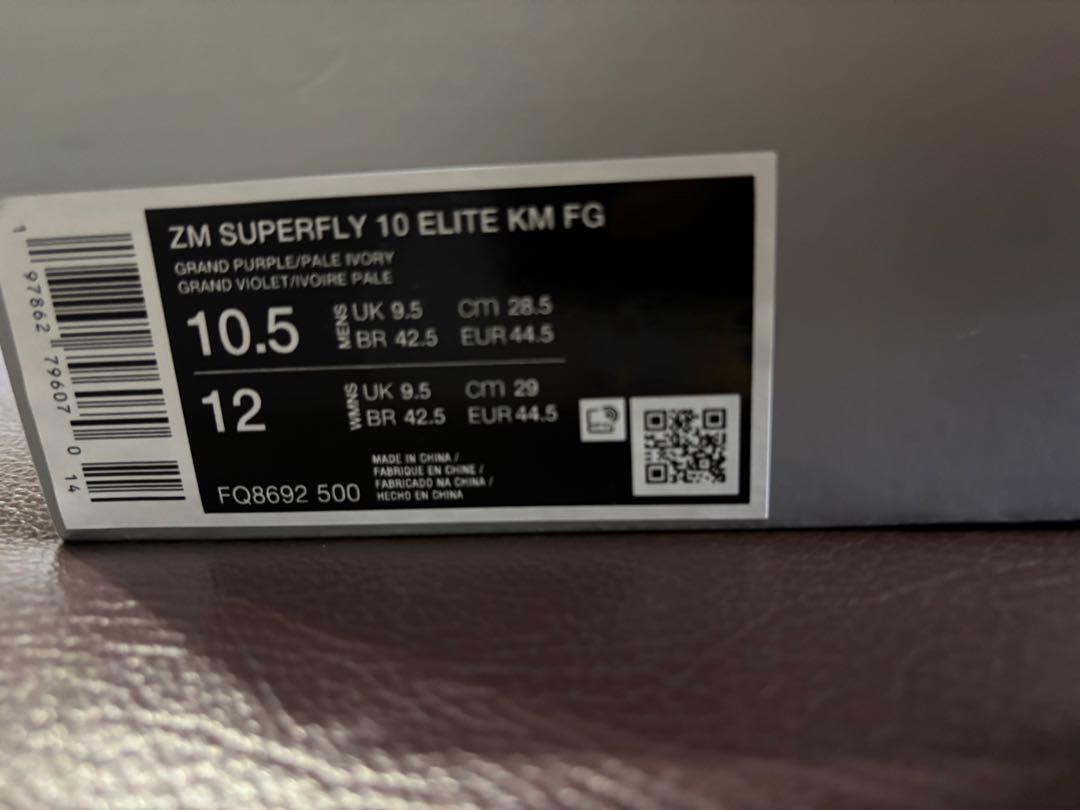 ZM SUPERFLY 10 ELITE KM FG
GRAND PURPLE/PALE IVORY
GRAND VIOLET/IVOIRE PALE
10.5
MENS
UK 9.5 cm 28.5
BR 42.5 EUR 44.5
12
WMNS
UK 9.5 cm 29
BR 42.5 EUR 44.5
FQ8692 500
MADE IN CHINA /
FABRIQUE EN CHINE /
FABRICADO NA CHINA /
HECHO EN CHINA
1 97862 79607 0 14